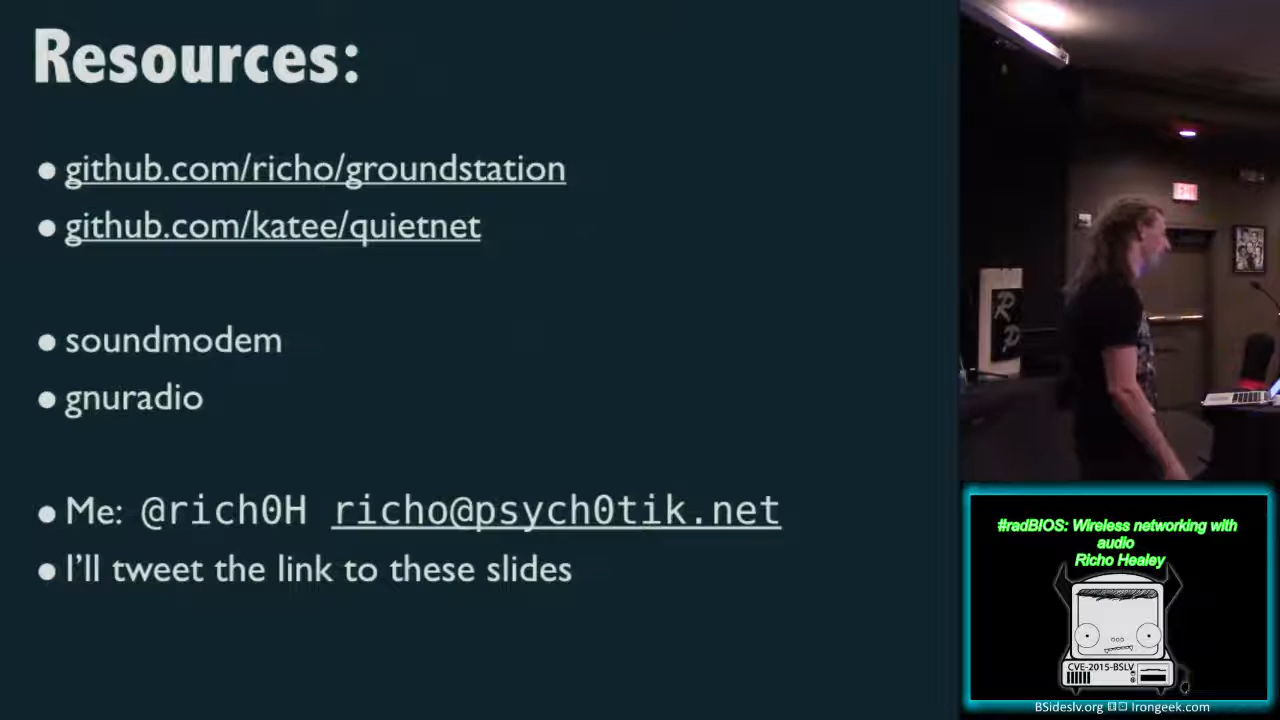 Resources:
github.com/richo/groundstation
github.com/katee/quietnet
soundmodem
gnuradio
Me: @rich0H richo@psych0tik.net
I'll tweet the link to these slides
EXIT
R
P
#radBIOS: Wireless networking with
audio
Richo Healey
CVE-2015-BSLV
BSideslv.org Irongeek.com